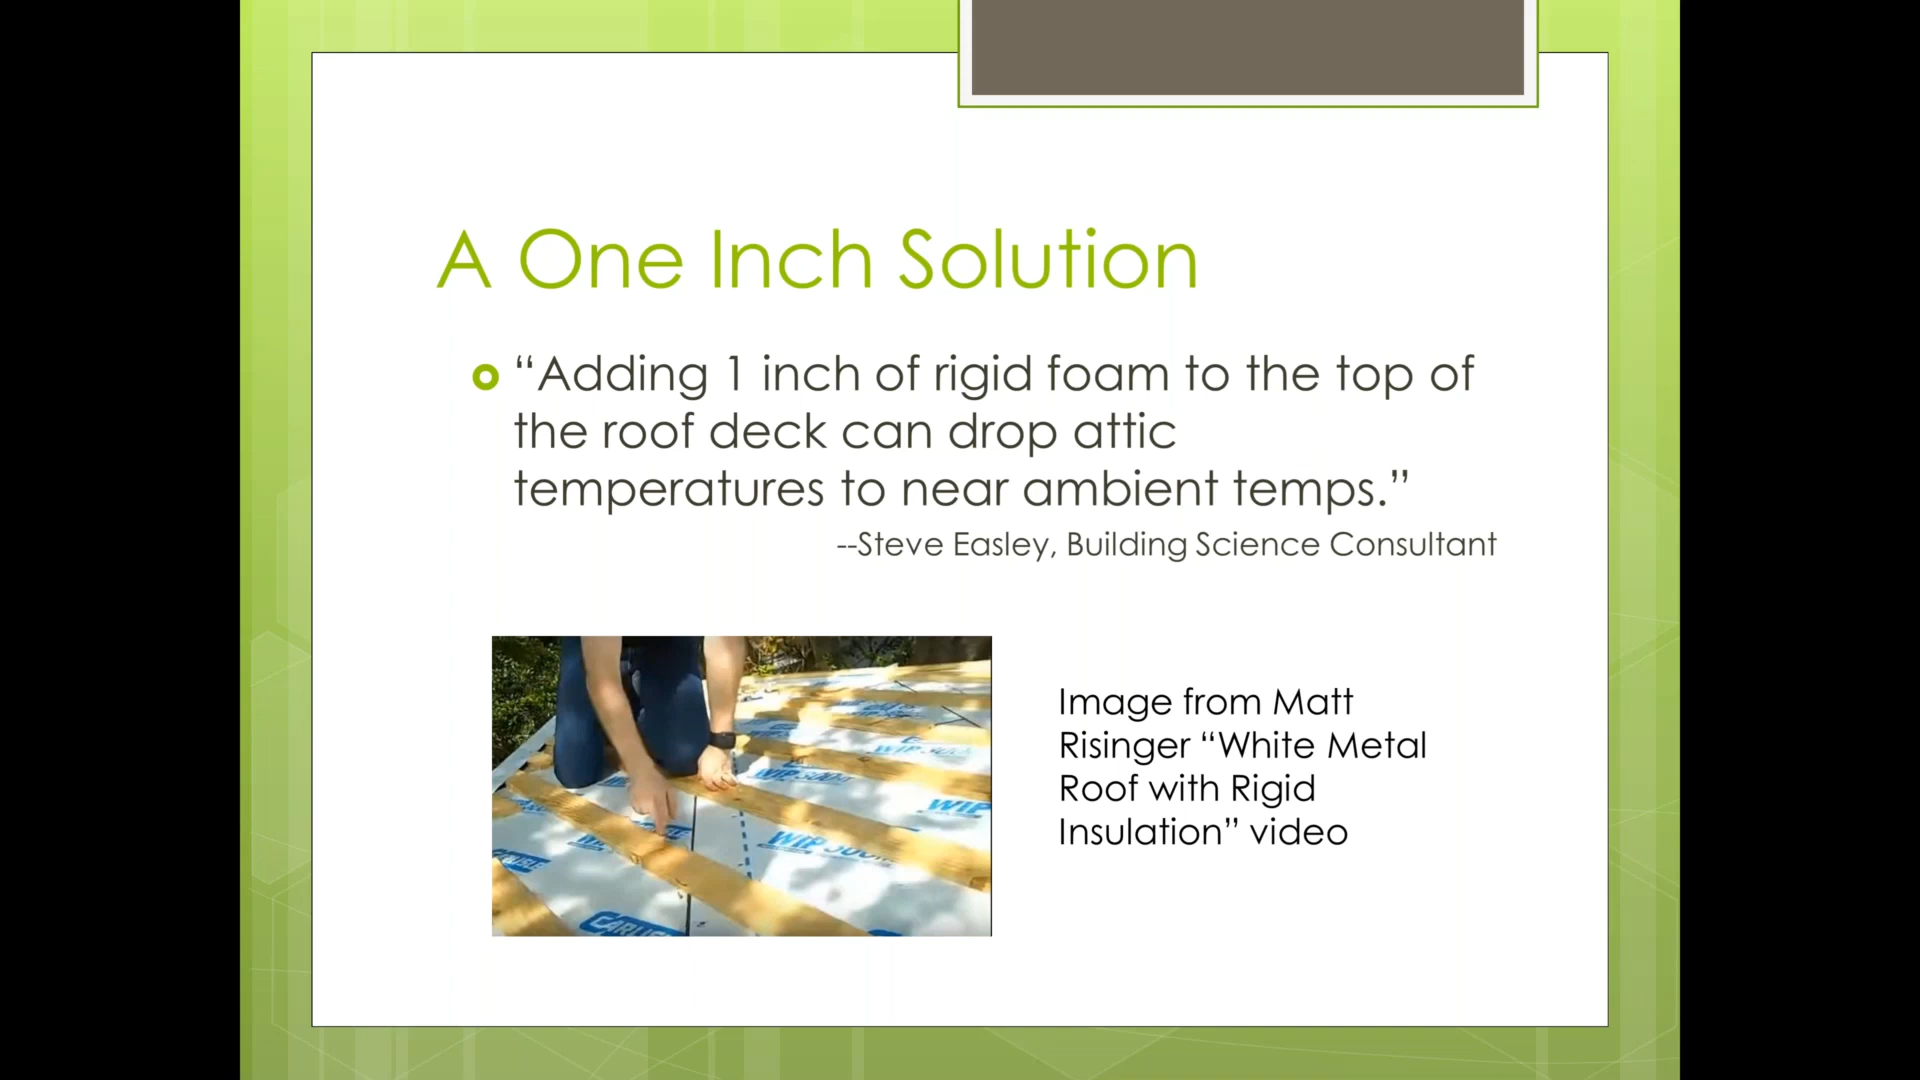 A One Inch Solution
“Adding 1 inch of rigid foam to the top of
the roof deck can drop attic
temperatures to near ambient temps.”
--Steve Easley, Building Science Consultant
Image from Matt
Risinger “White Metal
Roof with Rigid
Insulation” video
WIP
CARLISLE